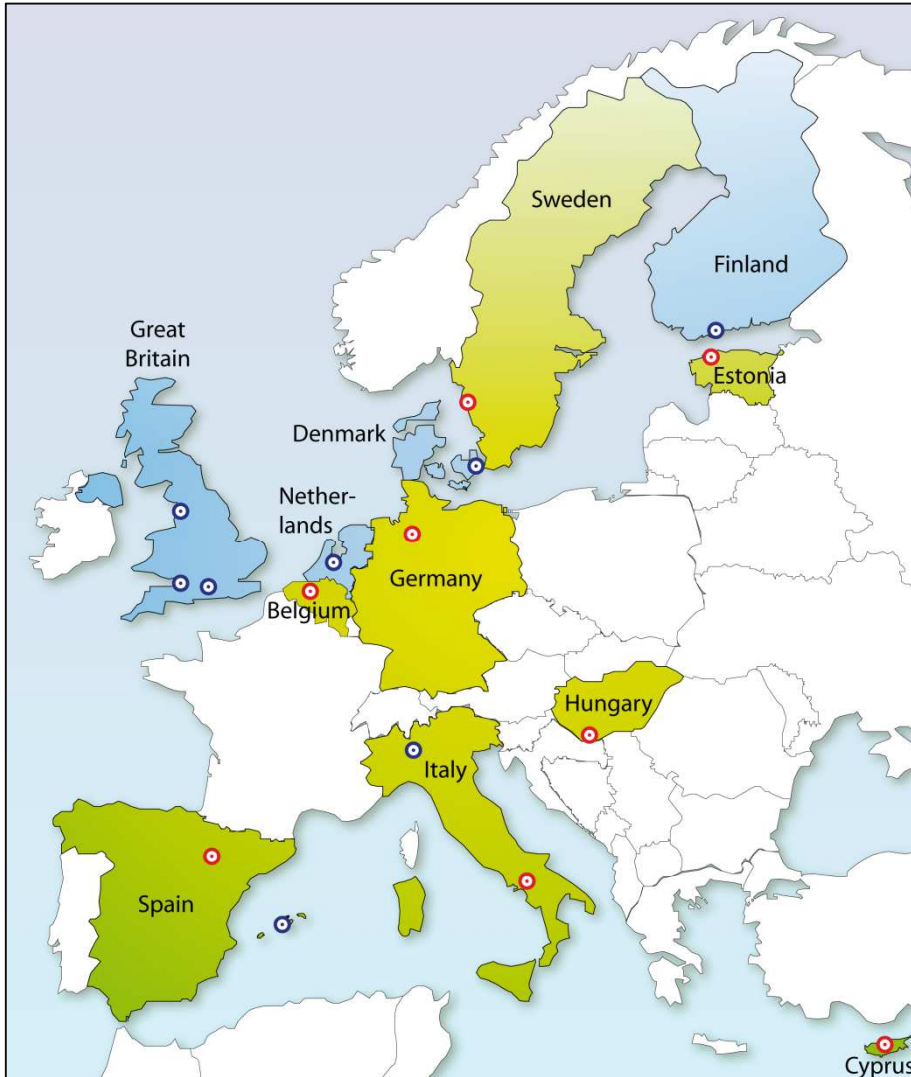 Sweden
Finland
Great
Britain
Estonia
Denmark
Nether-
lands
Germany
Belgium
Hungary
Italy
Spain
Cyprus